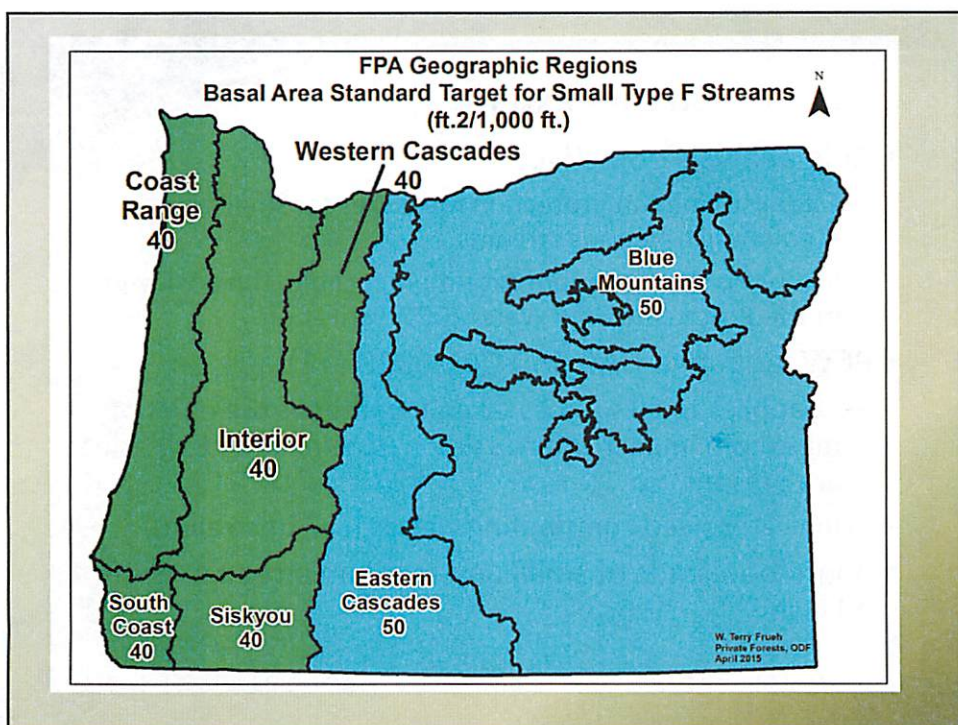 FPA Geographic Regions
Basal Area Standard Target for Small Type F Streams
(ft.2/1,000 ft.)
N
Western Cascades
40
Coast
Range
40
Blue
Mountains
50
Interior
40
South
Coast
40
Siskyou
40
Eastern
Cascades
50
W. Terry Frueh
Private Forests, ODF
April 2015